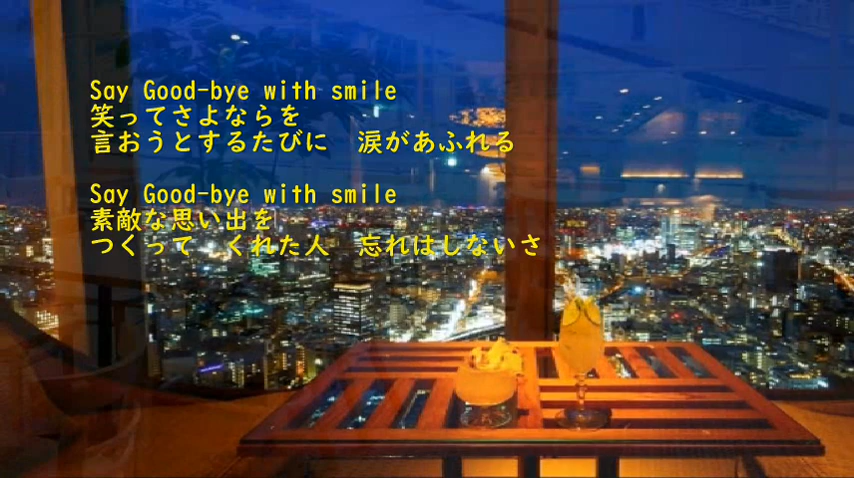 Say Good-bye with smile
笑ってさよならを
言おうとするたびに　涙があふれる
Say Good-bye with smile
素敵な思い出を
つくって　くれた人　忘れはしないさ